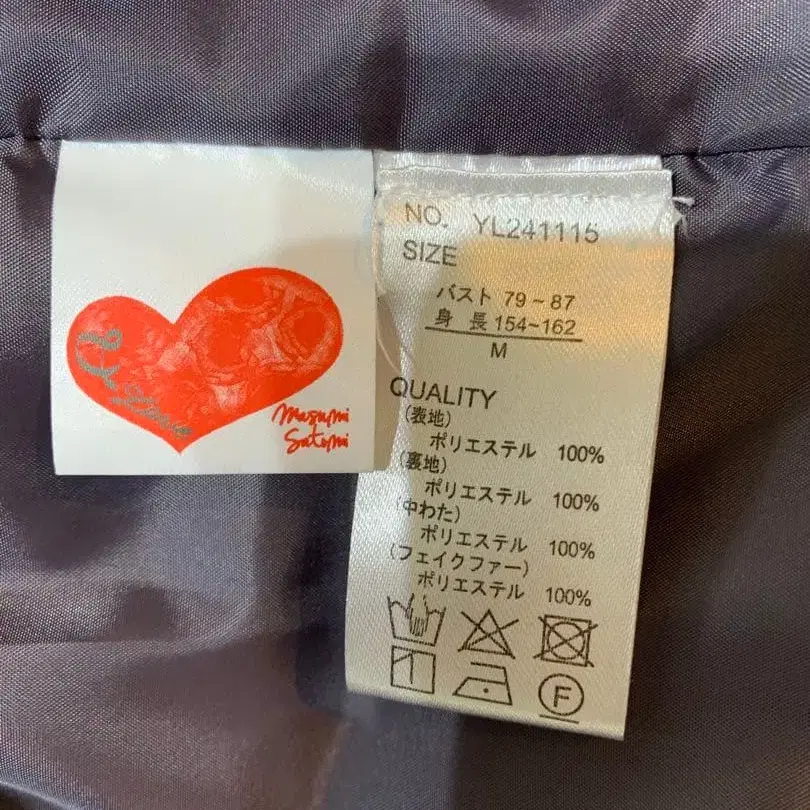 Masumi
Satomi
NO. YL241115
SIZE
バスト 79~87
身 長 154~162
M
QUALITY
(表地)
ポリエステル 100%
(裏地)
ポリエステル 100%
(中わた)
ポリエステル 100%
(フェイクファー)
ポリエステル 100%
F